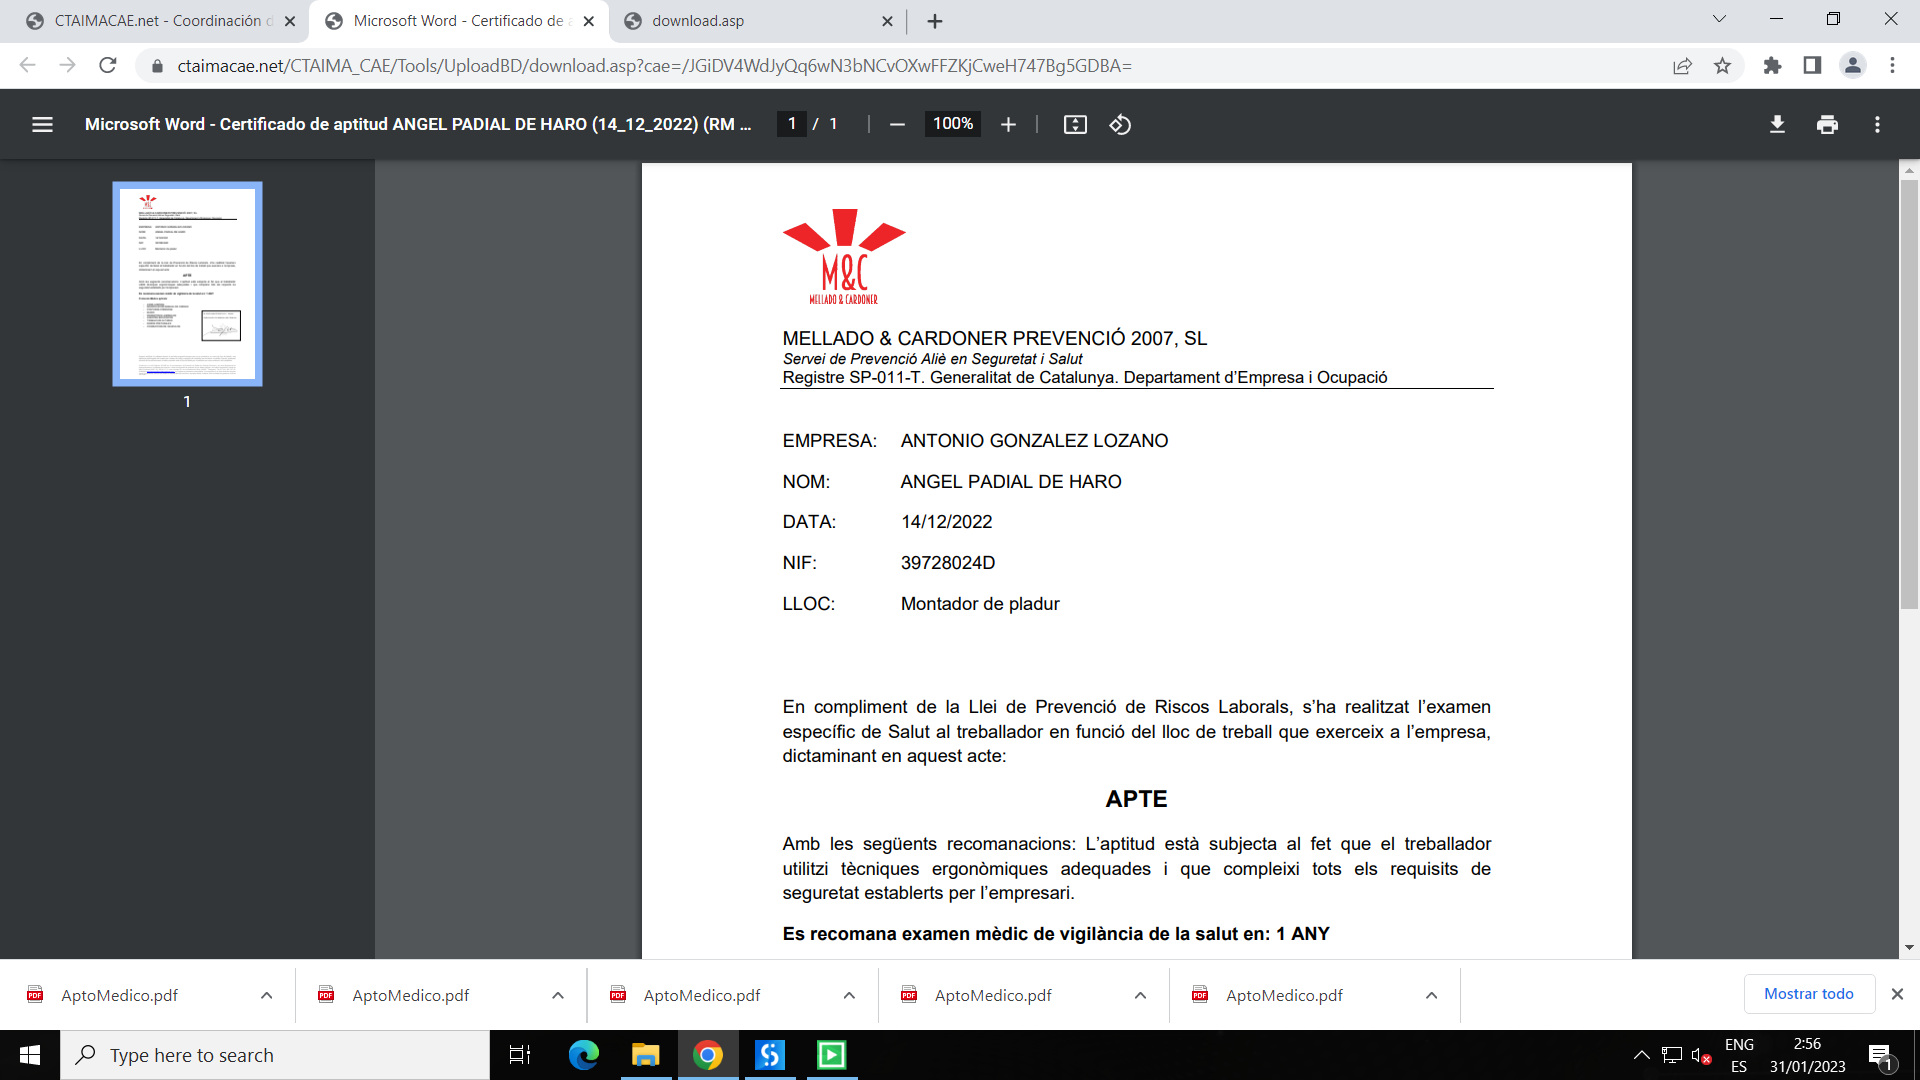 CTAIMACAE.net - Coordinación d
Microsoft Word - Certificado de a
download.asp
ctaimacae.net/CTAIMA_CAE/Tools/UploadBD/download.asp?cae=/JGiDV4WdJyQq6wN3bNCvOXwFFZKjCweH747Bg5GDBA=
Microsoft Word - Certificado de aptitud ANGEL PADIAL DE HARO (14_12_2022) (RM ...
1 / 1
100%
1
M&C
MELLADO & CARDONER
MELLADO & CARDONER PREVENCIÓ 2007, SL
Servei de Prevenció Aliè en Seguretat i Salut
Registre SP-011-T. Generalitat de Catalunya. Departament d’Empresa i Ocupació
EMPRESA: ANTONIO GONZALEZ LOZANO
NOM: ANGEL PADIAL DE HARO
DATA: 14/12/2022
NIF: 39728024D
LLOC: Montador de pladur
En compliment de la Llei de Prevenció de Riscos Laborals, s’ha realitzat l’examen
específic de Salut al treballador en funció del lloc de treball que exerceix a l’empresa,
dictaminant en aquest acte:
APTE
Amb les següents recomanacions: L’aptitud està subjecta al fet que el treballador
utilitzi tècniques ergonòmiques adequades i que compleixi tots els requisits de
seguretat establerts per l’empresari.
Es recomana examen mèdic de vigilància de la salut en: 1 ANY
AptoMedico.pdf
AptoMedico.pdf
AptoMedico.pdf
AptoMedico.pdf
AptoMedico.pdf
Mostrar todo
Type here to search
ENG
ES
2:56
31/01/2023
1